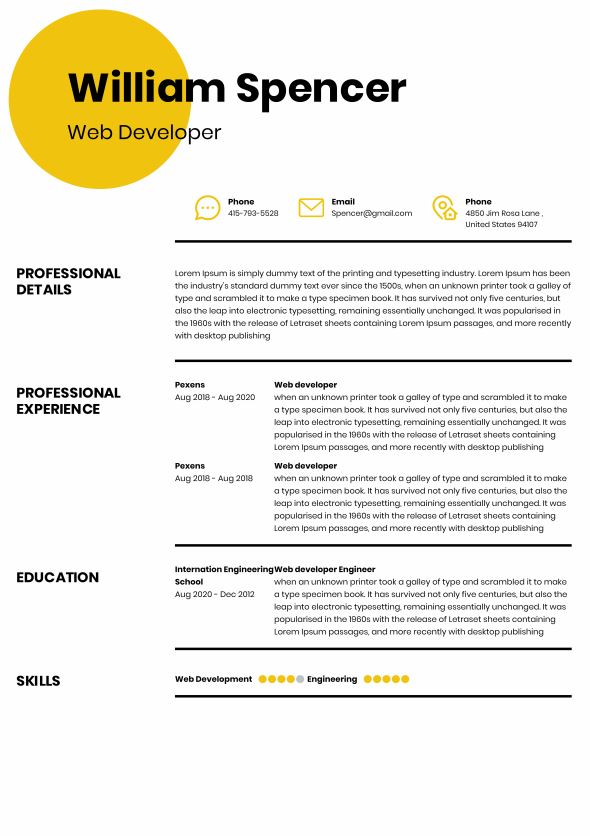 William Spencer
Web Developer
Phone
415-793-5528
Email
Spencer@gmail.com
Phone
4850 Jim Rosa Lane ,
United States 94107
PROFESSIONAL
DETAILS
Lorem Ipsum is simply dummy text of the printing and typesetting industry. Lorem Ipsum has been
the industry's standard dummy text ever since the 1500s, when an unknown printer took a galley of
type and scrambled it to make a type specimen book. It has survived not only five centuries, but
also the leap into electronic typesetting, remaining essentially unchanged. It was popularised in
the 1960s with the release of Letraset sheets containing Lorem Ipsum passages, and more recently
with desktop publishing
PROFESSIONAL
EXPERIENCE
Pexens
Aug 2018 - Aug 2020
Web developer
when an unknown printer took a galley of type and scrambled it to make
a type specimen book. It has survived not only five centuries, but also the
leap into electronic typesetting, remaining essentially unchanged. It was
popularised in the 1960s with the release of Letraset sheets containing
Lorem Ipsum passages, and more recently with desktop publishing
Pexens
Aug 2018 - Aug 2018
Web developer
when an unknown printer took a galley of type and scrambled it to make
a type specimen book. It has survived not only five centuries, but also the
leap into electronic typesetting, remaining essentially unchanged. It was
popularised in the 1960s with the release of Letraset sheets containing
Lorem Ipsum passages, and more recently with desktop publishing
EDUCATION
Internation Engineering
School
Aug 2020 - Dec 2012
Web developer Engineer
when an unknown printer took a galley of type and scrambled it to make
a type specimen book. It has survived not only five centuries, but also the
leap into electronic typesetting, remaining essentially unchanged. It was
popularised in the 1960s with the release of Letraset sheets containing
Lorem Ipsum passages, and more recently with desktop publishing
SKILLS
Web Development
Engineering